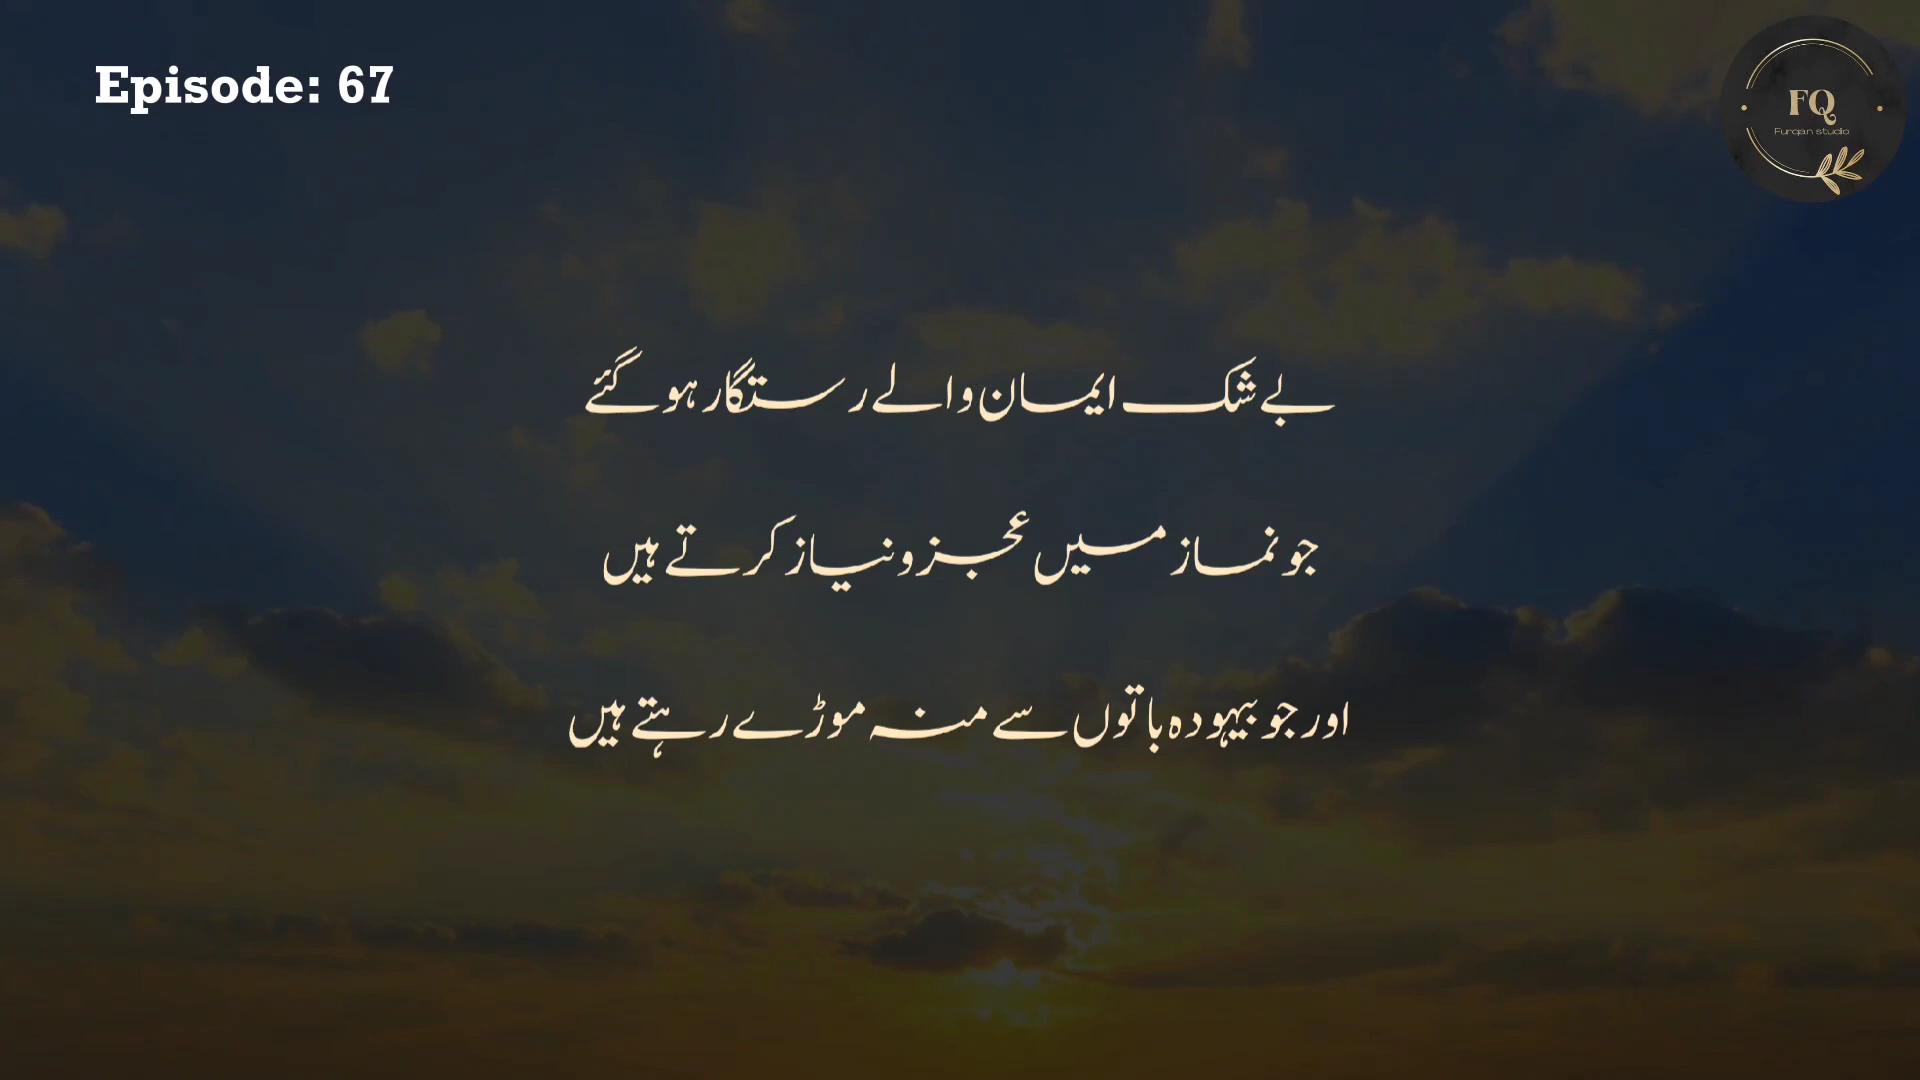 Episode: 67
FQ
Furqan studio
بے شک ایمان والے رستگار ہو گئے
جو نماز میں عجز و نیاز کرتے ہیں
اور جو بیہودہ باتوں سے منہ موڑے رہتے ہیں